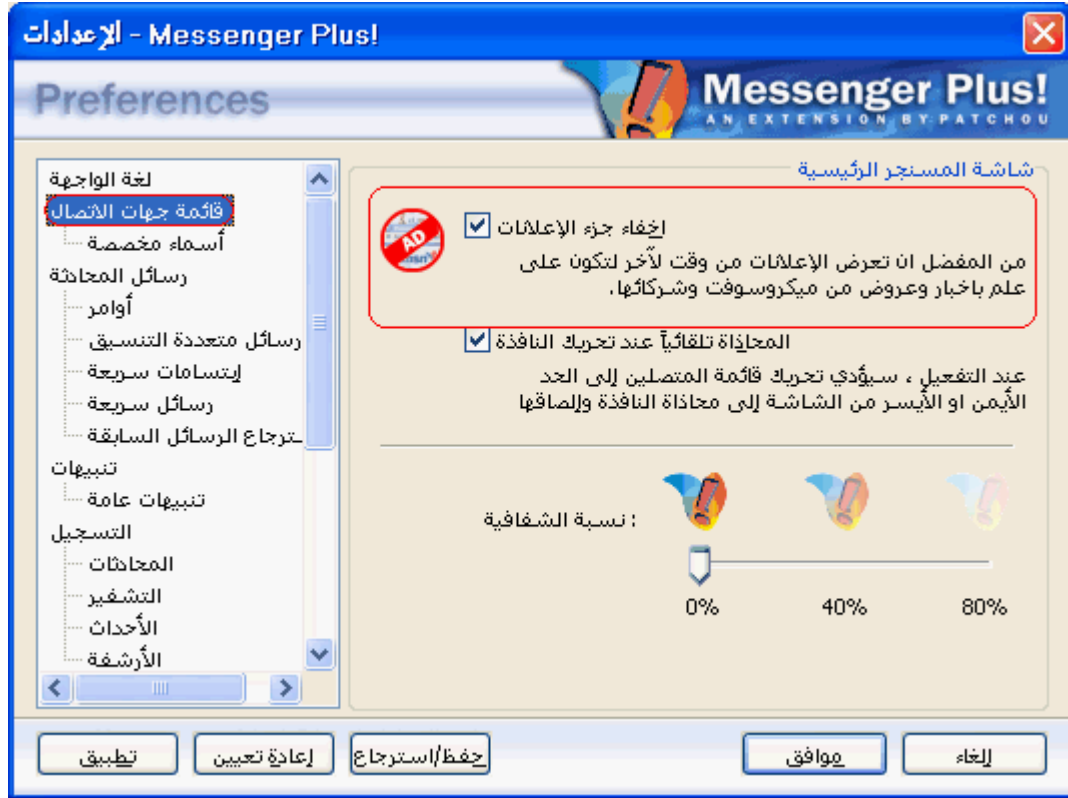 الإعدادات - Messenger Plus!
Preferences
Messenger Plus!
AN EXTENSION BY PATCHOU
لغة الواجهة
قائمة جهات الاتصال
أسماء مخصصة
رسائل المحادثة
أوامر
رسائل متعددة التنسيق
إبتسامات سريعة
رسائل سريعة
ـترجاع الرسائل السابقة
تنبيهات
تنبيهات عامة
التسجيل
المحادثات
التشفير
الأحداث
الأرشفة
شاشة المسنجر الرئيسية
إخفاء جزء الإعلانات
AD
من المفضل ان تعرض الإعلانات من وقت لآخر لتكون على
علم باخبار وعروض من ميكروسوفت وشركائها.
المحاذاة تلقائياً عند تحريك النافذة
عند التفعيل ، سيؤدي تحريك قائمة المتصلين إلى الحد
الأيمن او الأيسر من الشاشة إلى محاذاة النافذة وإلصاقها
نسبة الشفافية :
0% 40% 80%
تطبيق
إعادة تعيين
حفظ/استرجاع
موافق
إلغاء